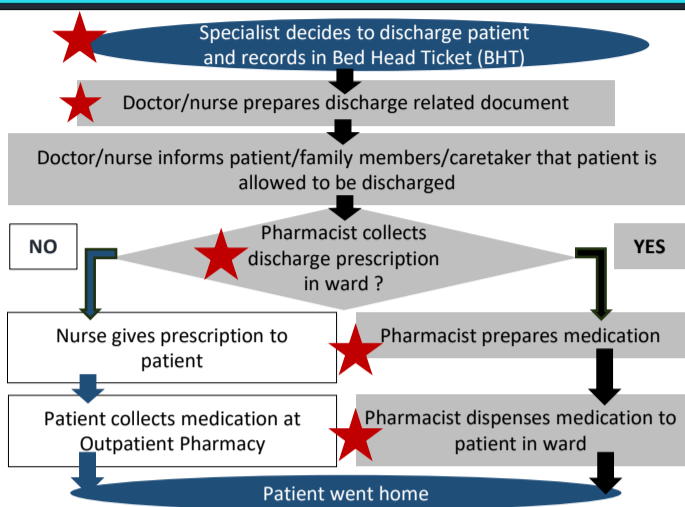 Specialist decides to discharge patient
and records in Bed Head Ticket (BHT)
Doctor/nurse prepares discharge related document
Doctor/nurse informs patient/family members/caretaker that patient is
allowed to be discharged
Pharmacist collects
discharge prescription
in ward ?
NO
YES
Nurse gives prescription to
patient
Pharmacist prepares medication
Patient collects medication at
Outpatient Pharmacy
Pharmacist dispenses medication to
patient in ward
Patient went home